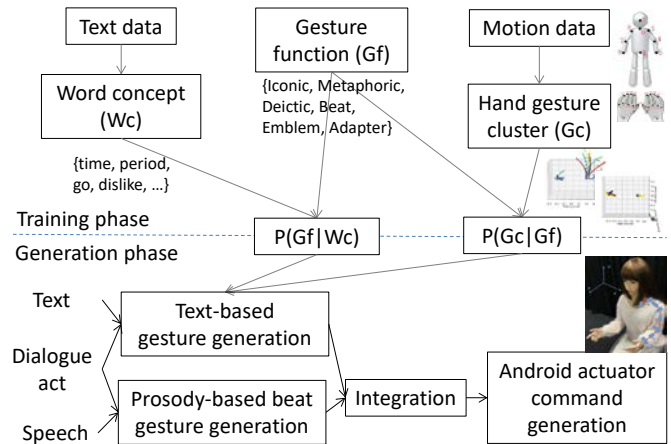 Text data
Gesture
function (Gf)
Motion data
{Iconic, Metaphoric,
Deictic, Beat,
Emblem, Adapter}
Word concept
(Wc)
Hand gesture
cluster (Gc)
{time, period,
go, dislike, ...}
Training phase
P(Gf|Wc)
P(Gc|Gf)
Generation phase
Text
Text-based
gesture generation
Dialogue
act
Prosody-based beat
gesture generation
Integration
Android actuator
command
generation
Speech